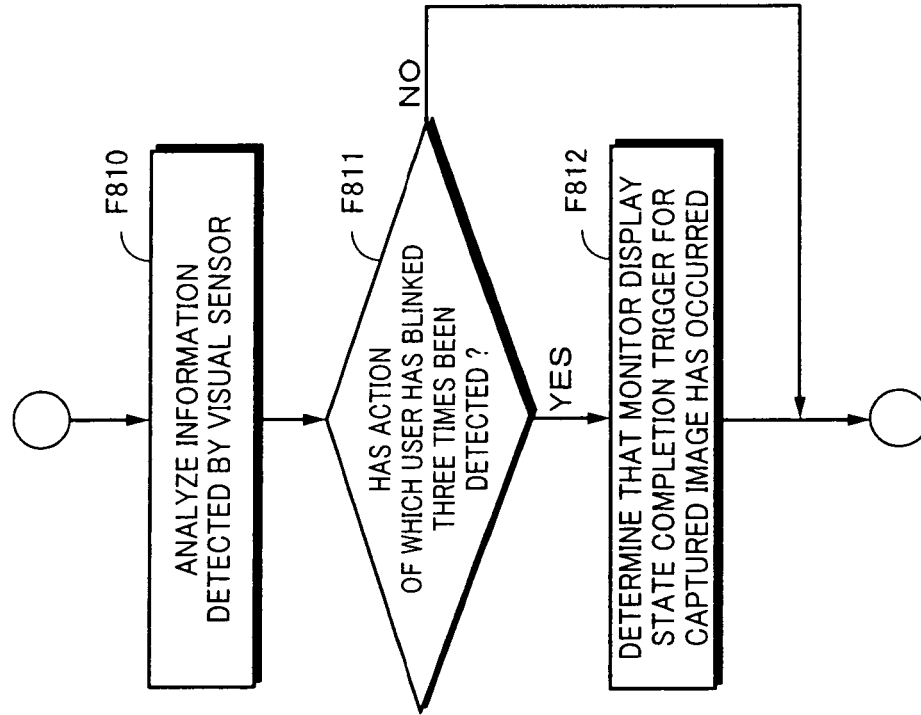 F810
ANALYZE INFORMATION
DETECTED BY VISUAL SENSOR
F811
HAS ACTION
OF WHICH USER HAS BLINKED
THREE TIMES BEEN
DETECTED ?
NO
YES
F812
DETERMINE THAT MONITOR DISPLAY
STATE COMPLETION TRIGGER FOR
CAPTURED IMAGE HAS OCCURRED